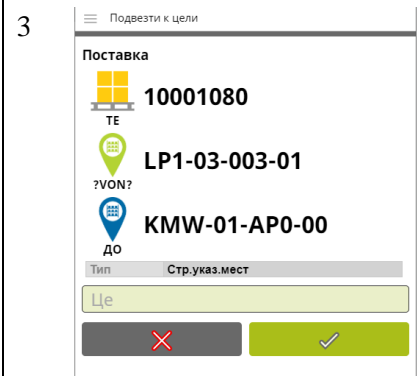 3
Подвезти к цели
Поставка
10001080
ТЕ
LP1-03-003-01
?VON?
KMW-01-AP0-00
ДО
Тип Стр.указ.мест
Це